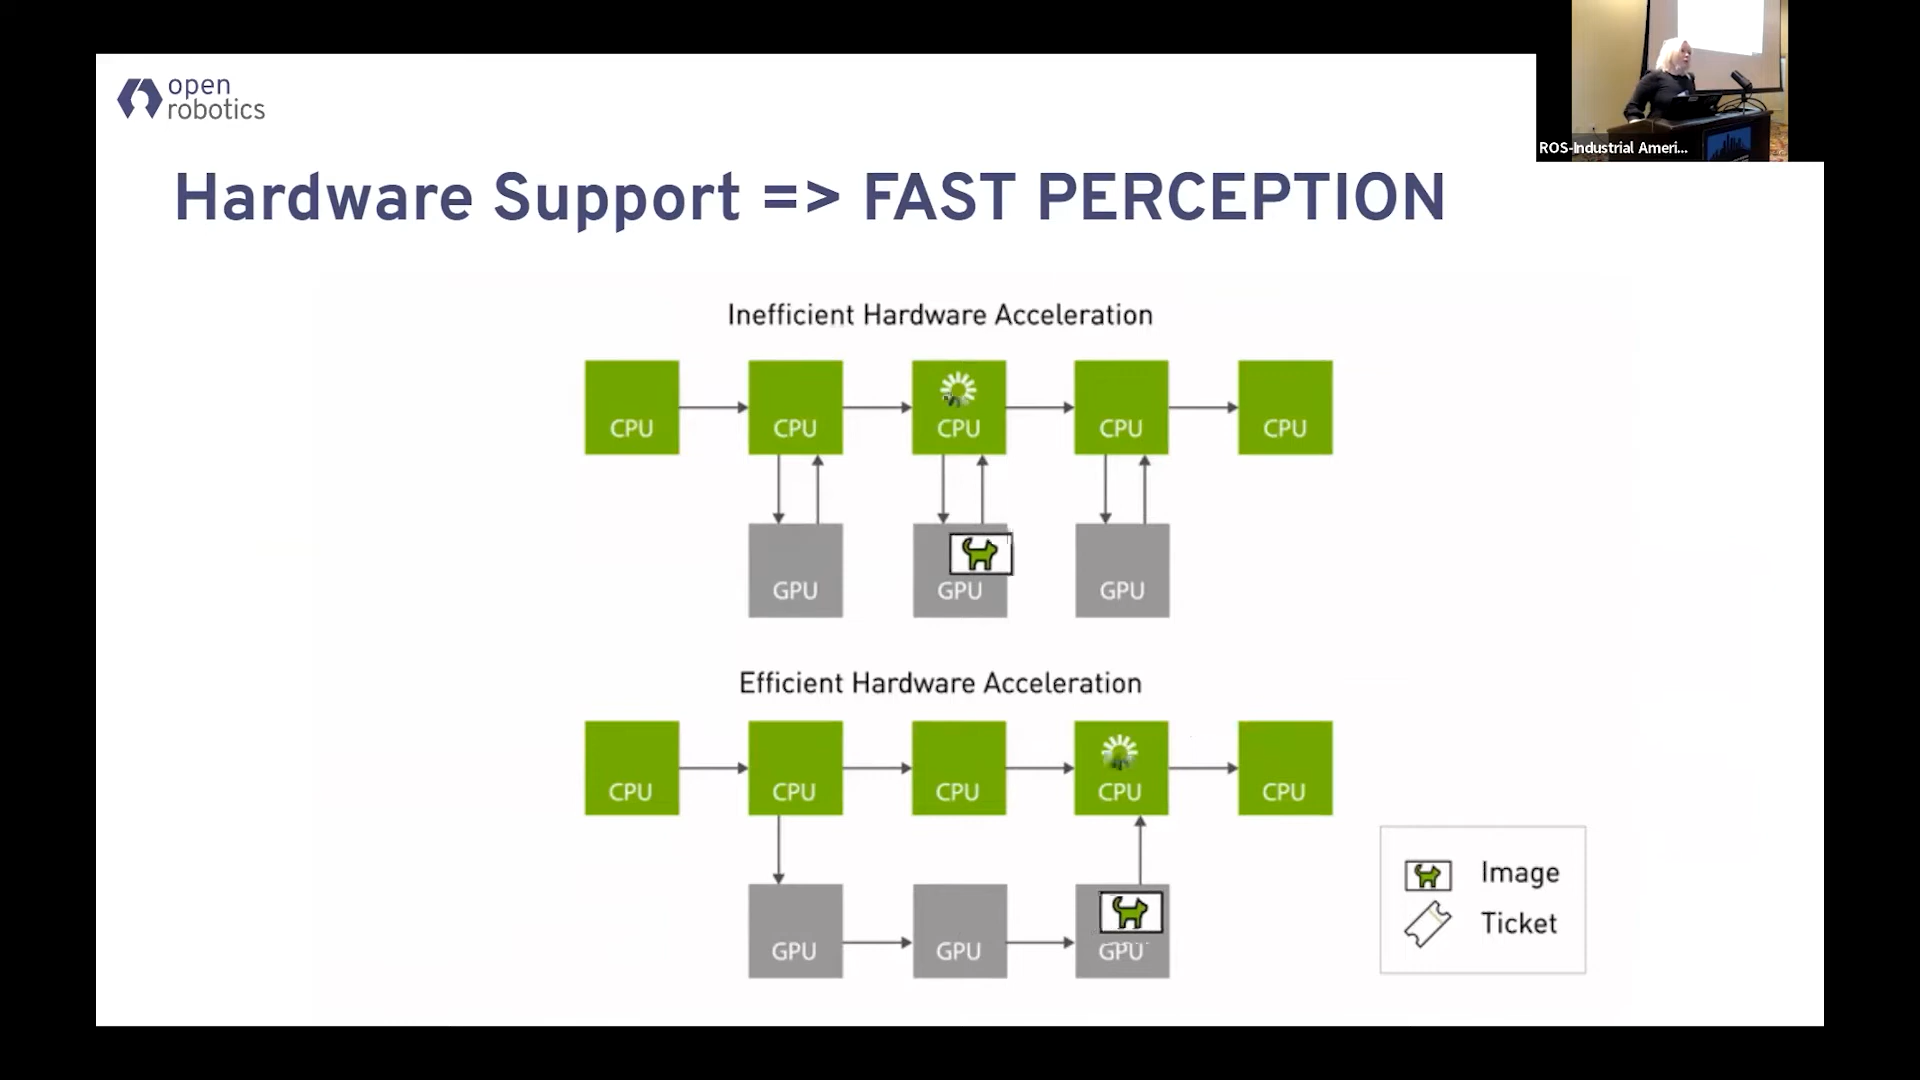 open
robotics
ROS-Industrial Ameri...
Hardware Support => FAST PERCEPTION
Inefficient Hardware Acceleration
CPU CPU CPU CPU CPU
GPU GPU GPU
Efficient Hardware Acceleration
CPU CPU CPU CPU CPU
GPU GPU GPU
Image
Ticket